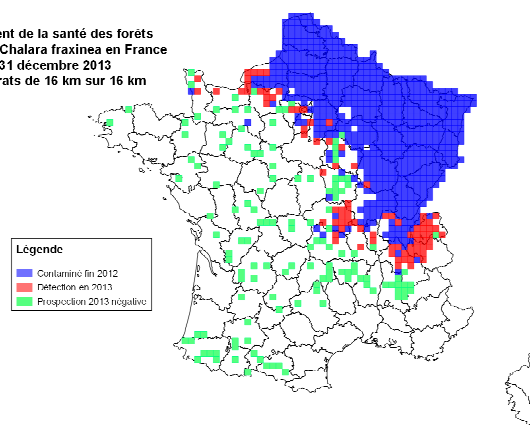 ent de la santé des forêts
Chalara fraxinea en France
31 décembre 2013
rats de 16 km sur 16 km
Légende
Contaminé fin 2012
Détection en 2013
Prospection 2013 négative